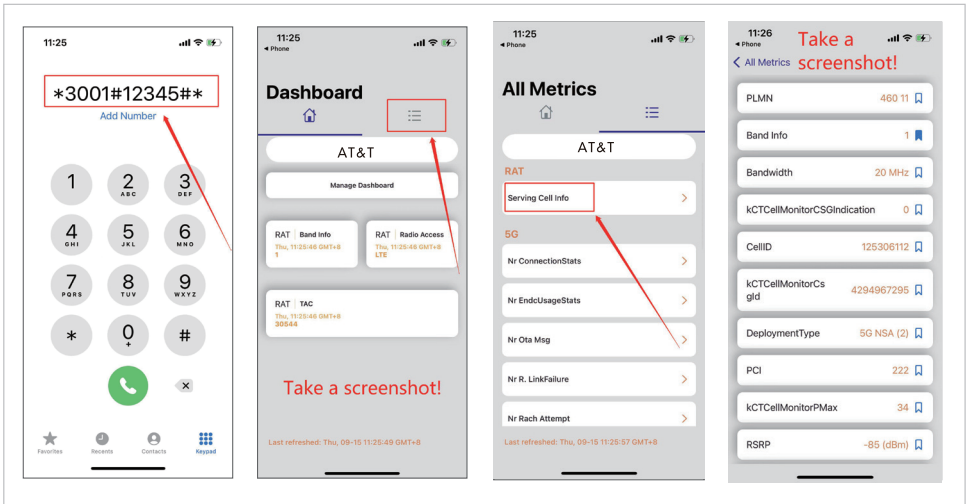 11:25
*3001#12345#*
Add Number
1
2
ABC
3
DEF
4
GHI
5
JKL
6
MNO
7
PQRS
8
TUV
9
WXYZ
*
0
+
#
Favorites
Recents
Contacts
Keypad
11:25
◀ Phone
Dashboard
AT&T
Manage Dashboard
RAT | Band Info
Thu, 11:25:46 GMT+8
1
RAT | Radio Access
Thu, 11:25:46 GMT+8
LTE
RAT | TAC
Thu, 11:25:46 GMT+8
30544
Take a screenshot!
Last refreshed: Thu, 09-15 11:25:49 GMT+8
11:25
◀ Phone
All Metrics
AT&T
RAT
Serving Cell Info
5G
Nr ConnectionStats
Nr EndcUsageStats
Nr Ota Msg
Nr R. LinkFailure
Nr Rach Attempt
Last refreshed: Thu, 09-15 11:25:57 GMT+8
11:26
◀ Phone
All Metrics
Take a
screenshot!
PLMN 460 11
Band Info 1
Bandwidth 20 MHz
kCTCellMonitorCSGIndication 0
CellID 125306112
kCTCellMonitorCs
gId 4294967295
DeploymentType 5G NSA (2)
PCI 222
kCTCellMonitorPMax 34
RSRP -85 (dBm)